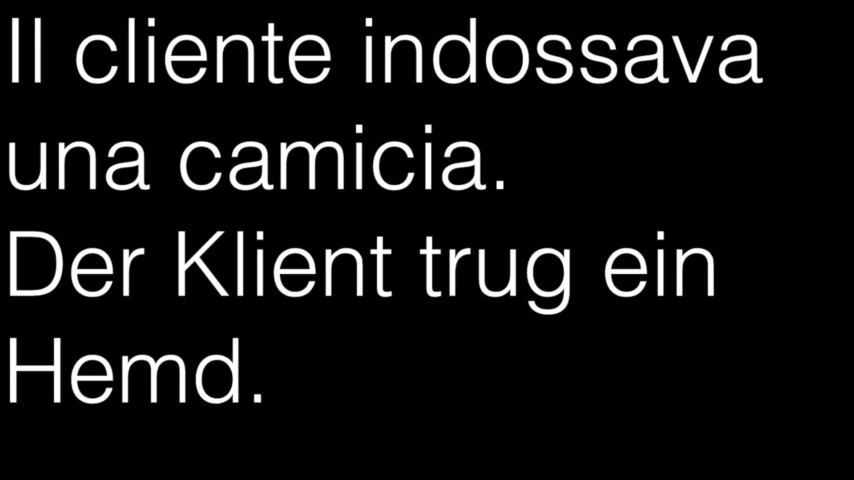 Il cliente indossava
una camicia.
Der Klient trug ein
Hemd.